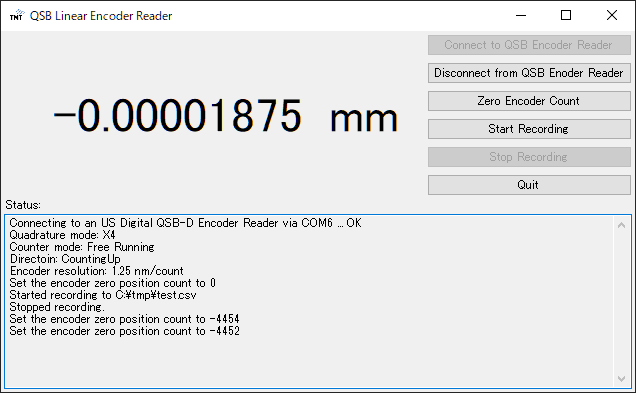 TMT QSB Linear Encoder Reader
-0.00001875 mm
Connect to QSB Encoder Reader
Disconnect from QSB Enoder Reader
Zero Encoder Count
Start Recording
Stop Recording
Quit
Status:
Connecting to an US Digital QSB-D Encoder Reader via COM6 ... OK
Quadrature mode: X4
Counter mode: Free Running
Directoin: CountingUp
Encoder resolution: 1.25 nm/count
Set the encoder zero position count to 0
Started recording to C:¥tmp¥test.csv
Stopped recording.
Set the encoder zero position count to -4454
Set the encoder zero position count to -4452